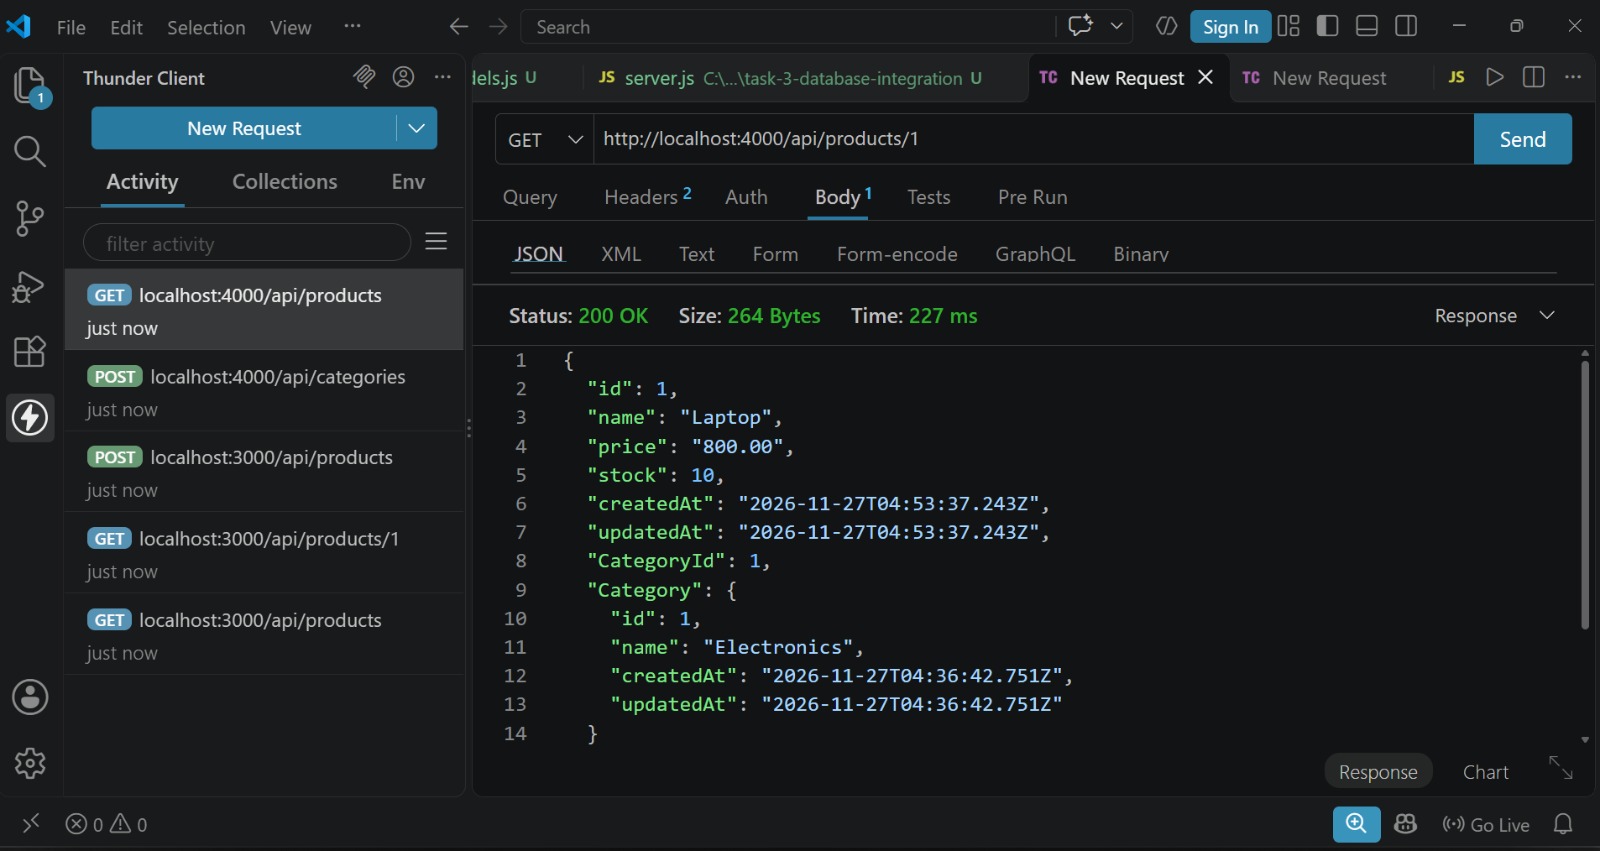 File Edit Selection View ··· Search Sign In
Thunder Client ···
dels.js U JS server.js C:\...\task-3-database-integration U TC New Request TC New Request JS ···
New Request
GET http://localhost:4000/api/products/1 Send
Activity Collections Env
Query Headers 2 Auth Body 1 Tests Pre Run
filter activity
JSON XML Text Form Form-encode GraphQL Binary
GET localhost:4000/api/products
just now
POST localhost:4000/api/categories
just now
POST localhost:3000/api/products
just now
GET localhost:3000/api/products/1
just now
GET localhost:3000/api/products
just now
1
Status: 200 OK Size: 264 Bytes Time: 227 ms Response
1 {
2 "id": 1,
3 "name": "Laptop",
4 "price": "800.00",
5 "stock": 10,
6 "createdAt": "2026-11-27T04:53:37.243Z",
7 "updatedAt": "2026-11-27T04:53:37.243Z",
8 "CategoryId": 1,
9 "Category": {
10 "id": 1,
11 "name": "Electronics",
12 "createdAt": "2026-11-27T04:36:42.751Z",
13 "updatedAt": "2026-11-27T04:36:42.751Z"
14 }
Response Chart
0 0 Go Live